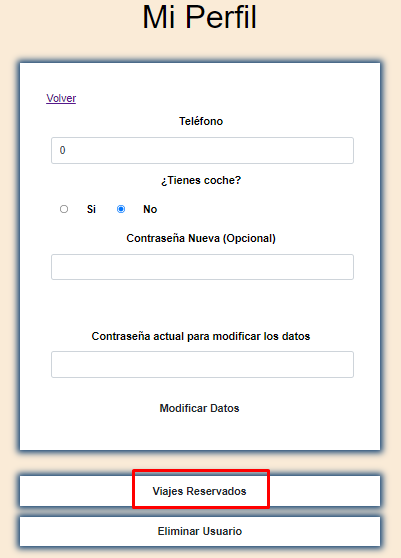 Mi Perfil
Volver
Teléfono
0
¿Tienes coche?
Si No
Contraseña Nueva (Opcional)
Contraseña actual para modificar los datos
Modificar Datos
Viajes Reservados
Eliminar Usuario